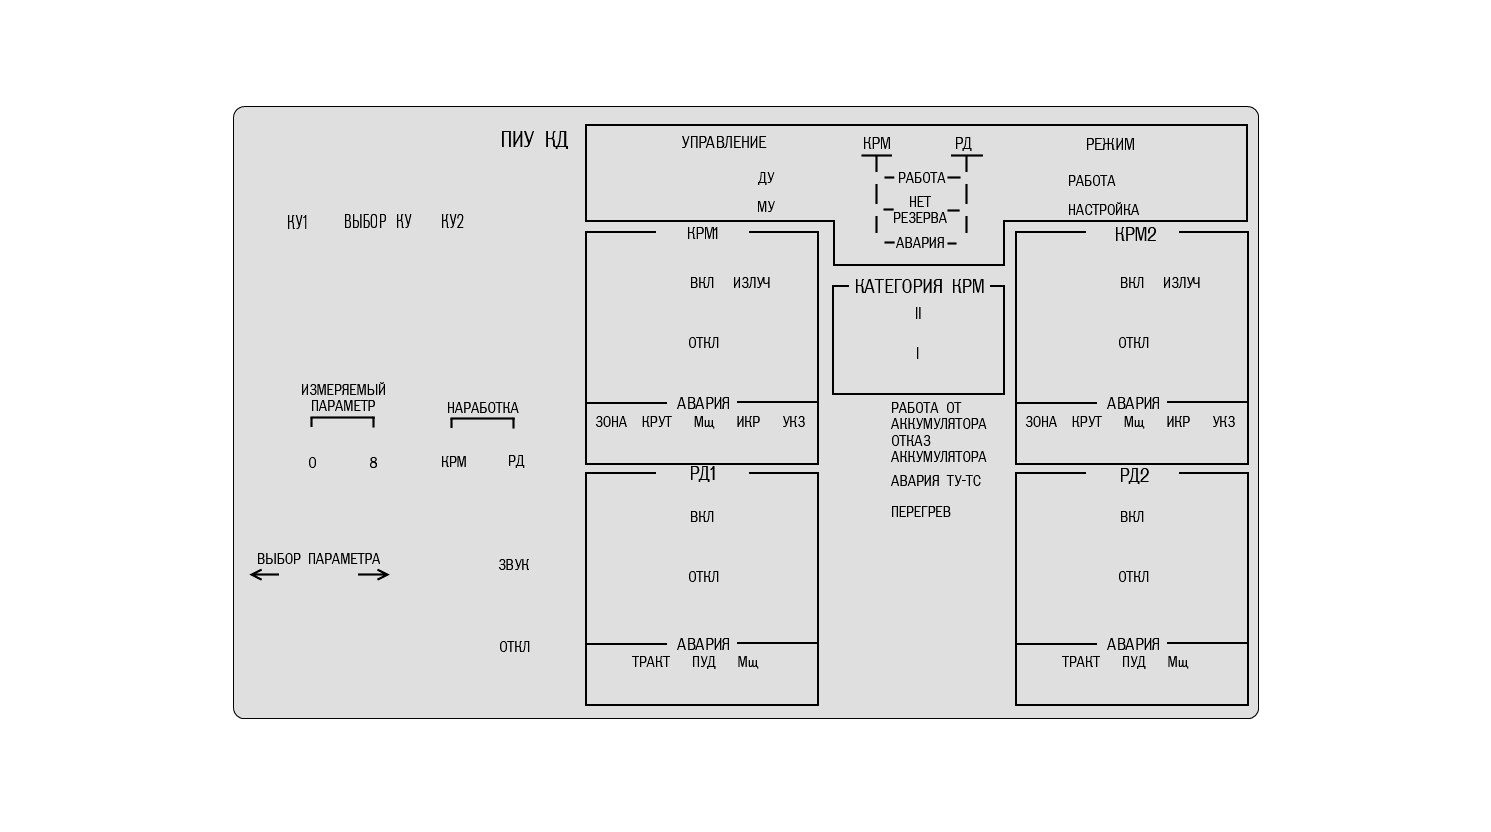 ПИУ КД
КУ1 ВЫБОР КУ КУ2
ИЗМЕРЯЕМЫЙ
ПАРАМЕТР
0 8
НАРАБОТКА
КРМ РД
ВЫБОР ПАРАМЕТРА
ЗВУК
ОТКЛ
УПРАВЛЕНИЕ
ДУ
МУ
КРМ РД
РАБОТА
НЕТ
РЕЗЕРВА
АВАРИЯ
РЕЖИМ
РАБОТА
НАСТРОЙКА
КРМ1
ВКЛ ИЗЛУЧ
ОТКЛ
АВАРИЯ
ЗОНА КРУТ Мщ ИКР УКЗ
КАТЕГОРИЯ КРМ
II
I
РАБОТА ОТ
АККУМУЛЯТОРА
ОТКАЗ
АККУМУЛЯТОРА
АВАРИЯ ТУ-ТС
ПЕРЕГРЕВ
КРМ2
ВКЛ ИЗЛУЧ
ОТКЛ
АВАРИЯ
ЗОНА КРУТ Мщ ИКР УКЗ
РД1
ВКЛ
ОТКЛ
АВАРИЯ
ТРАКТ ПУД Мщ
РД2
ВКЛ
ОТКЛ
АВАРИЯ
ТРАКТ ПУД Мщ